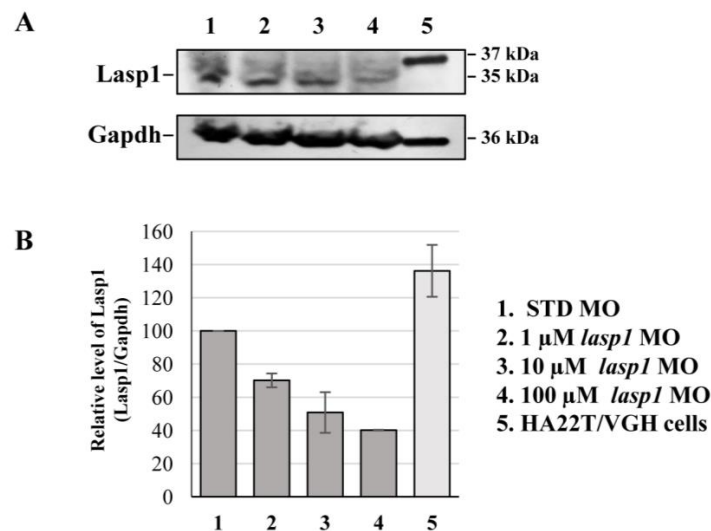 A
1 2 3 4 5
Lasp1
37 kDa
35 kDa
Gapdh
36 kDa
B
Relative level of Lasp1
(Lasp1/Gapdh)
160
140
120
100
80
60
40
20
0
1 2 3 4 5
1. STD MO
2. 1 µM lasp1 MO
3. 10 µM lasp1 MO
4. 100 µM lasp1 MO
5. HA22T/VGH cells